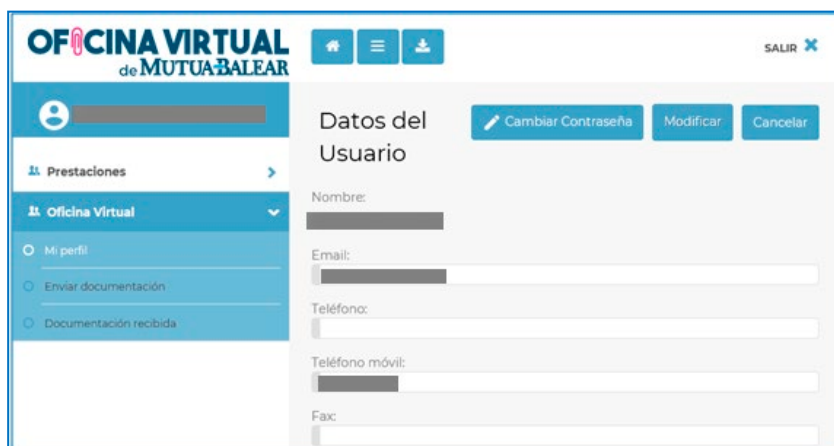 OFICINA VIRTUAL
de MUTUA BALEAR
SALIR
Datos del
Usuario
Cambiar Contraseña
Modificar
Cancelar
Prestaciones
Oficina Virtual
Mi perfil
Enviar documentación
Documentación recibida
Nombre:
Email:
Teléfono:
Teléfono móvil:
Fax: